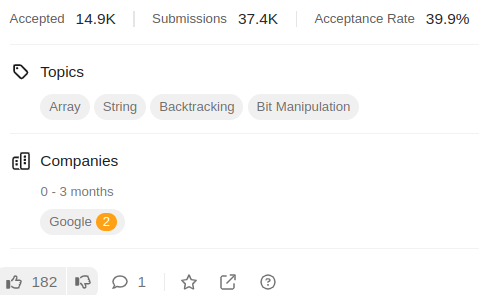 Accepted 14.9K Submissions 37.4K Acceptance Rate 39.9%
Topics
Array String Backtracking Bit Manipulation
Companies
0 - 3 months
Google 2
182 1